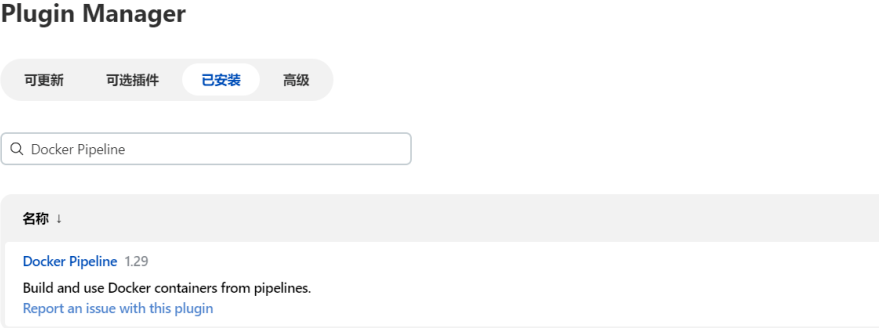 Plugin Manager
可更新 可选插件 已安装 高级
Docker Pipeline
名称 ↓
Docker Pipeline 1.29
Build and use Docker containers from pipelines.
Report an issue with this plugin